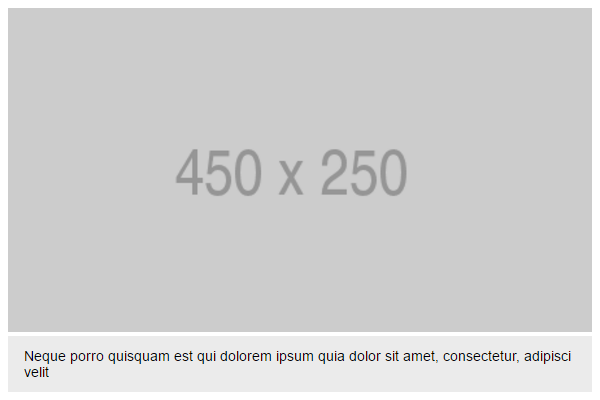 450 x 250
Neque porro quisquam est qui dolorem ipsum quia dolor sit amet, consectetur, adipisci
velit